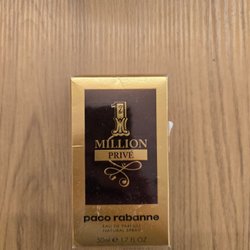 1
MILLION
PRIVÉ
paco rabanne
EAU DE PARFUM
NATURAL SPRAY
50ml e 1.7 FL.OZ